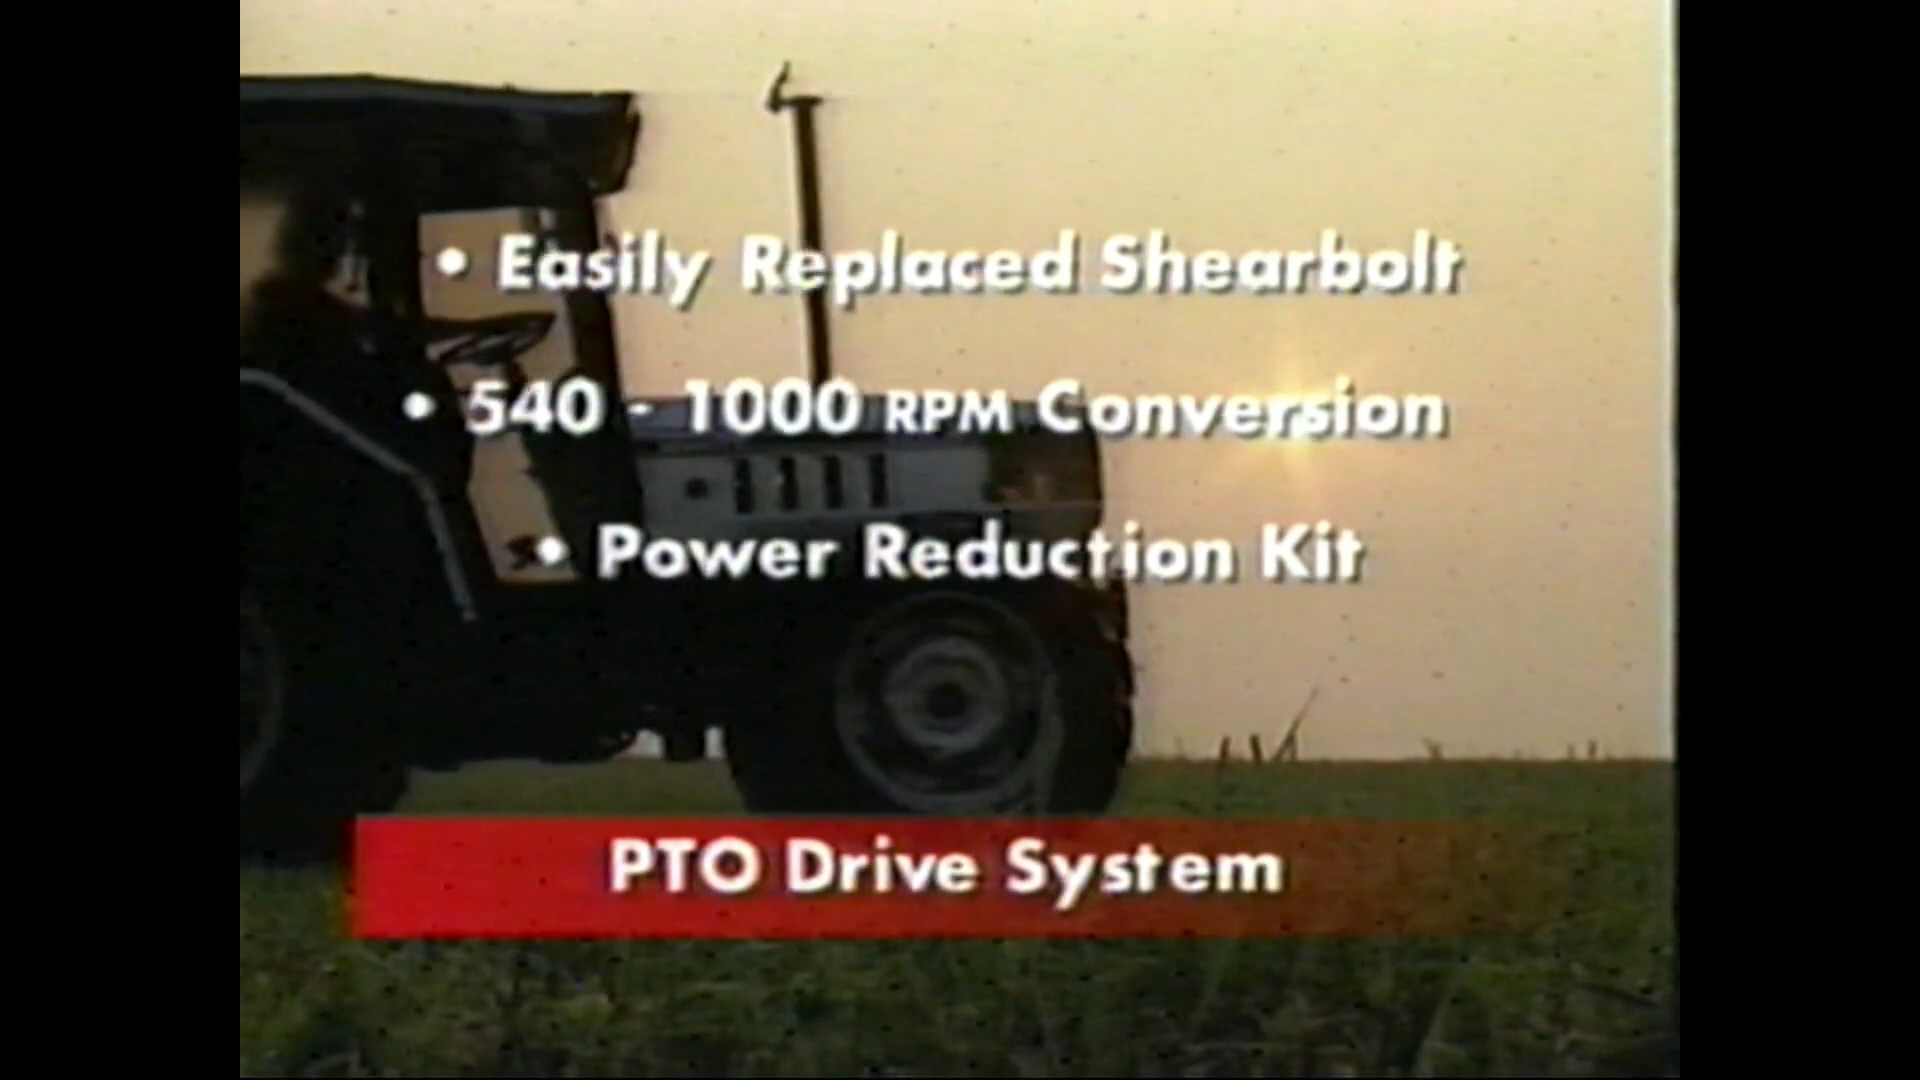 • Easily Replaced Shearbolt
• 540 - 1000 RPM Conversion
• Power Reduction Kit
PTO Drive System